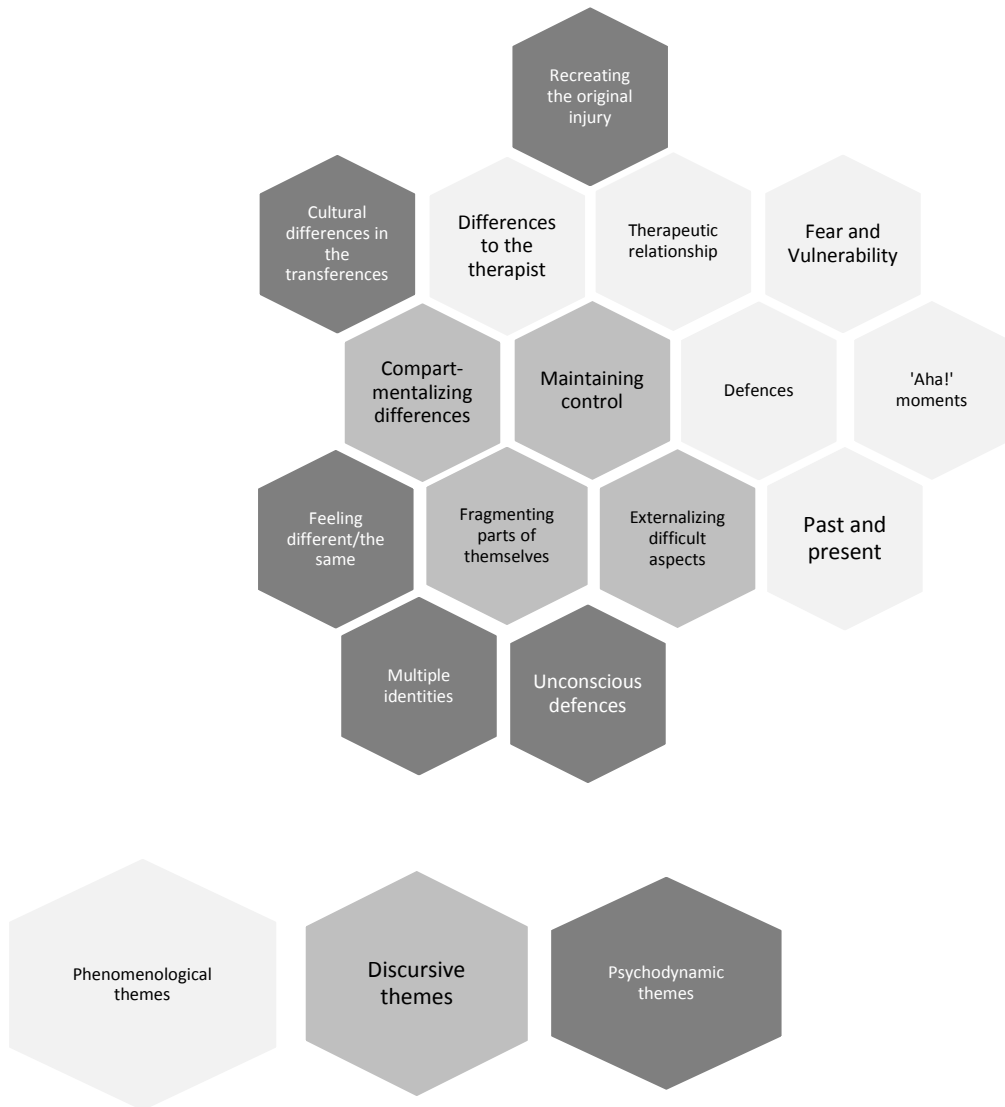 Recreating
the original
injury
Cultural
differences in
the
transferences
Differences
to the
therapist
Therapeutic
relationship
Fear and
Vulnerability
Compart-
mentalizing
differences
Maintaining
control
Defences
'Aha!'
moments
Feeling
different/the
same
Fragmenting
parts of
themselves
Externalizing
difficult
aspects
Past and
present
Multiple
identities
Unconscious
defences
Phenomenological
themes
Discursive
themes
Psychodynamic
themes